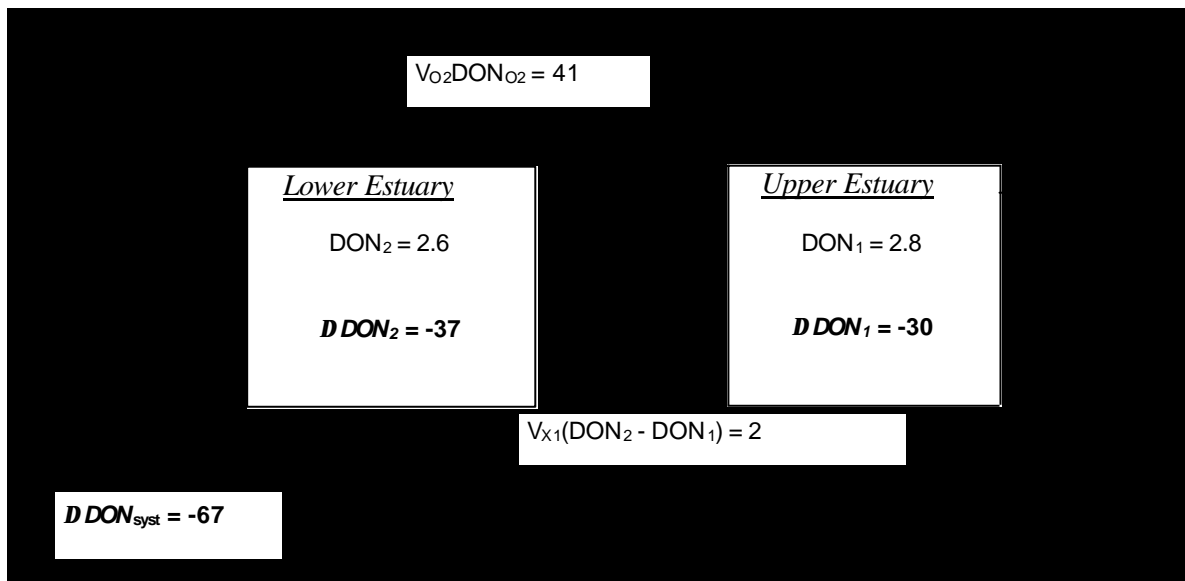 V₀₂DON₀₂ = 41
Lower Estuary
DON₂ = 2.6
D DON₂ = -37
Upper Estuary
DON₁ = 2.8
D DON₁ = -30
Vₓ₁(DON₂ - DON₁) = 2
D DONsyst = -67